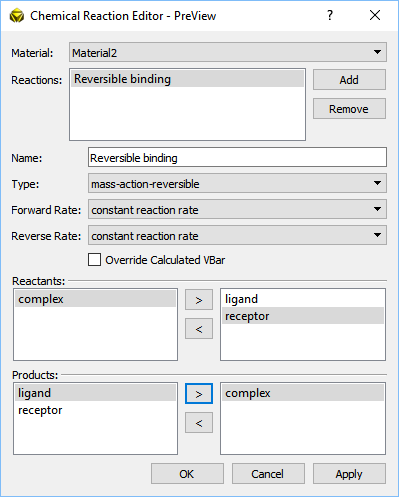 Chemical Reaction Editor - PreView
?
Material: Material2
Reactions: Reversible binding
Add
Remove
Name: Reversible binding
Type: mass-action-reversible
Forward Rate: constant reaction rate
Reverse Rate: constant reaction rate
Override Calculated VBar
Reactants:
complex > ligand
< receptor
Products:
ligand > complex
receptor <
OK Cancel Apply